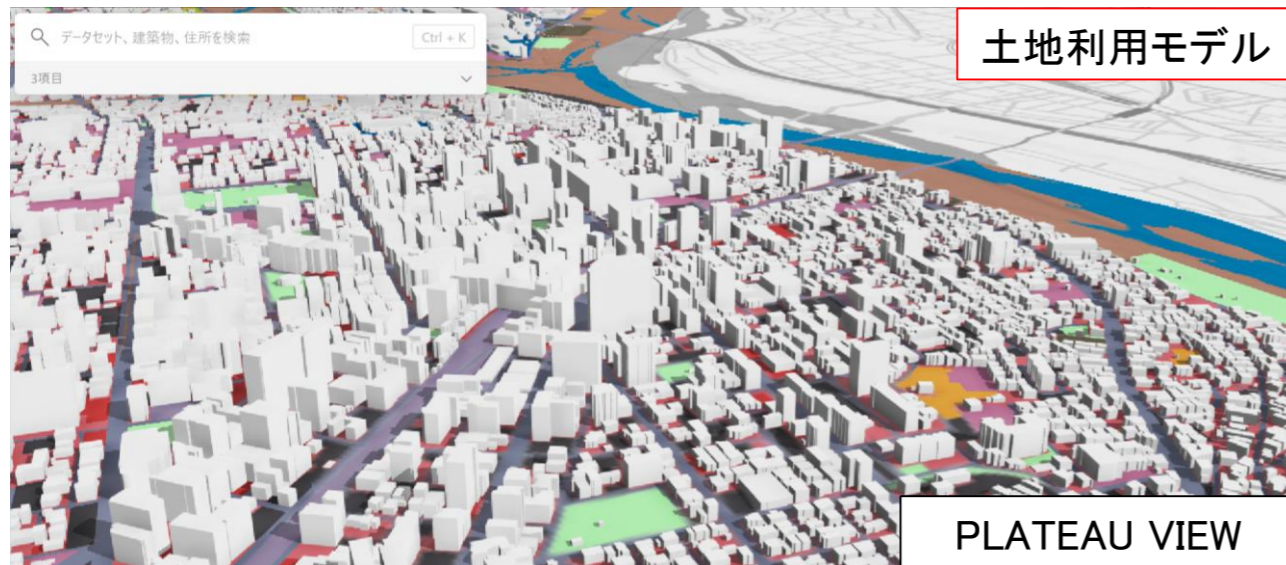 データセット、建築物、住所を検索
Ctrl + K
土地利用モデル
3項目
PLATEAU VIEW